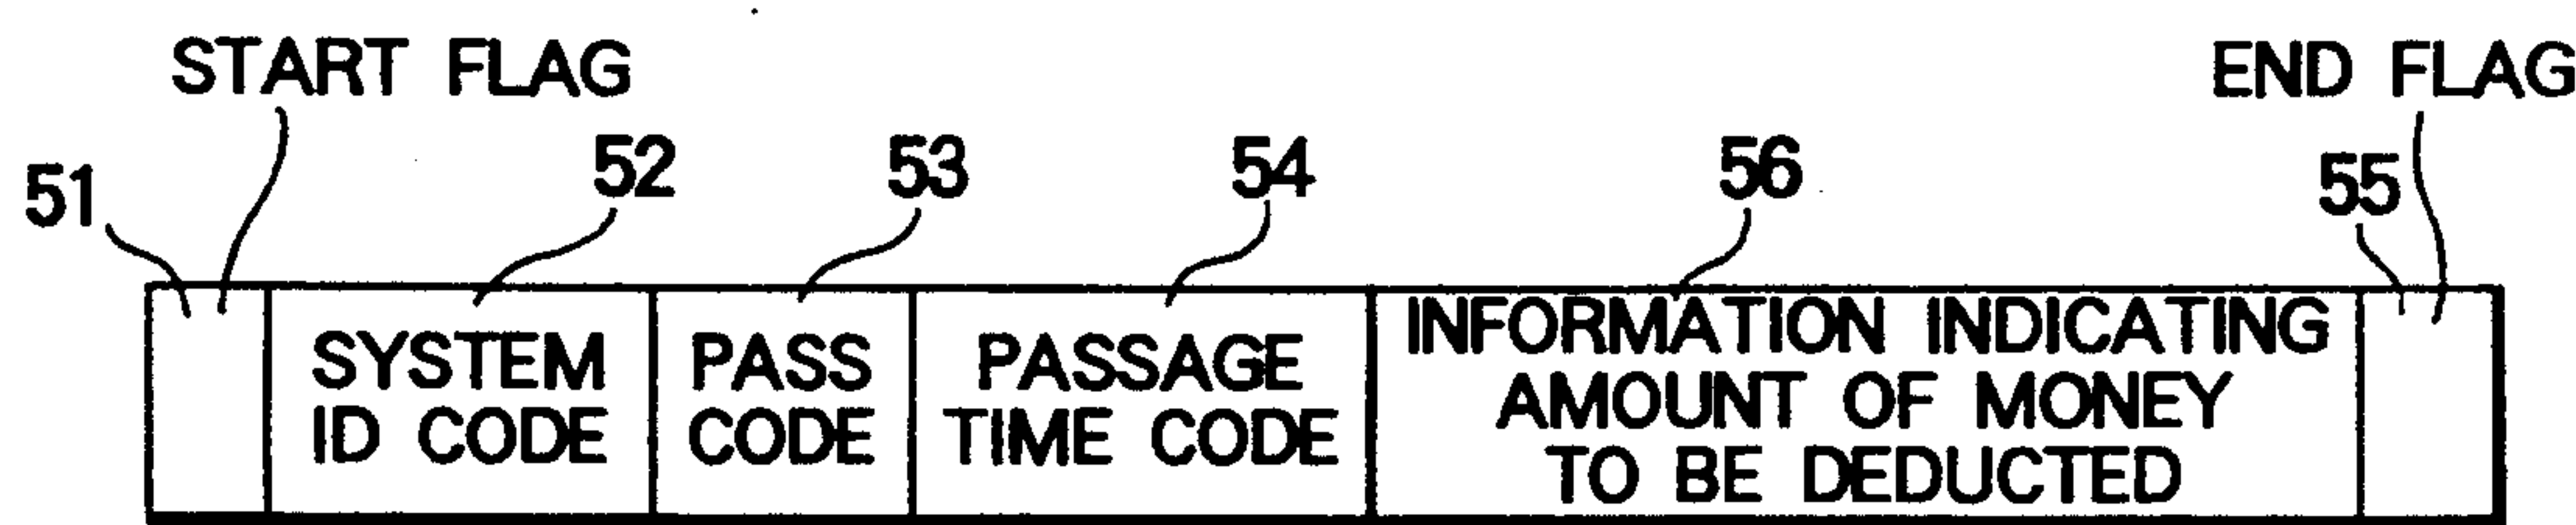 START FLAG
END FLAG
51
52
53
54
56
55
SYSTEM
ID CODE
PASS
CODE
PASSAGE
TIME CODE
INFORMATION INDICATING
AMOUNT OF MONEY
TO BE DEDUCTED